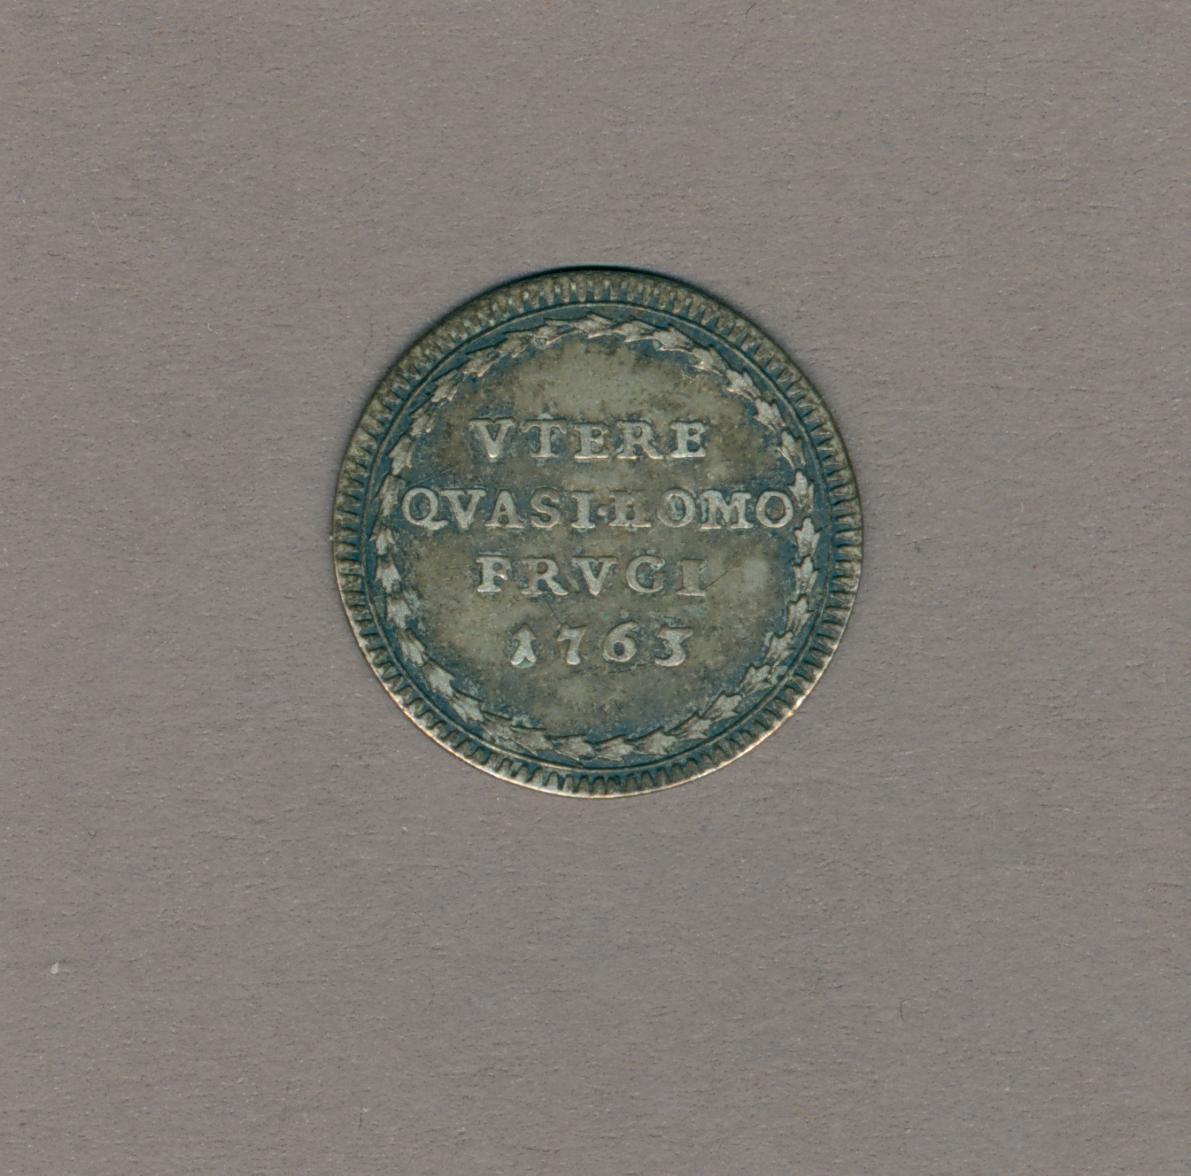 VTERE
QVASI·HOMO
FRVGI
1763